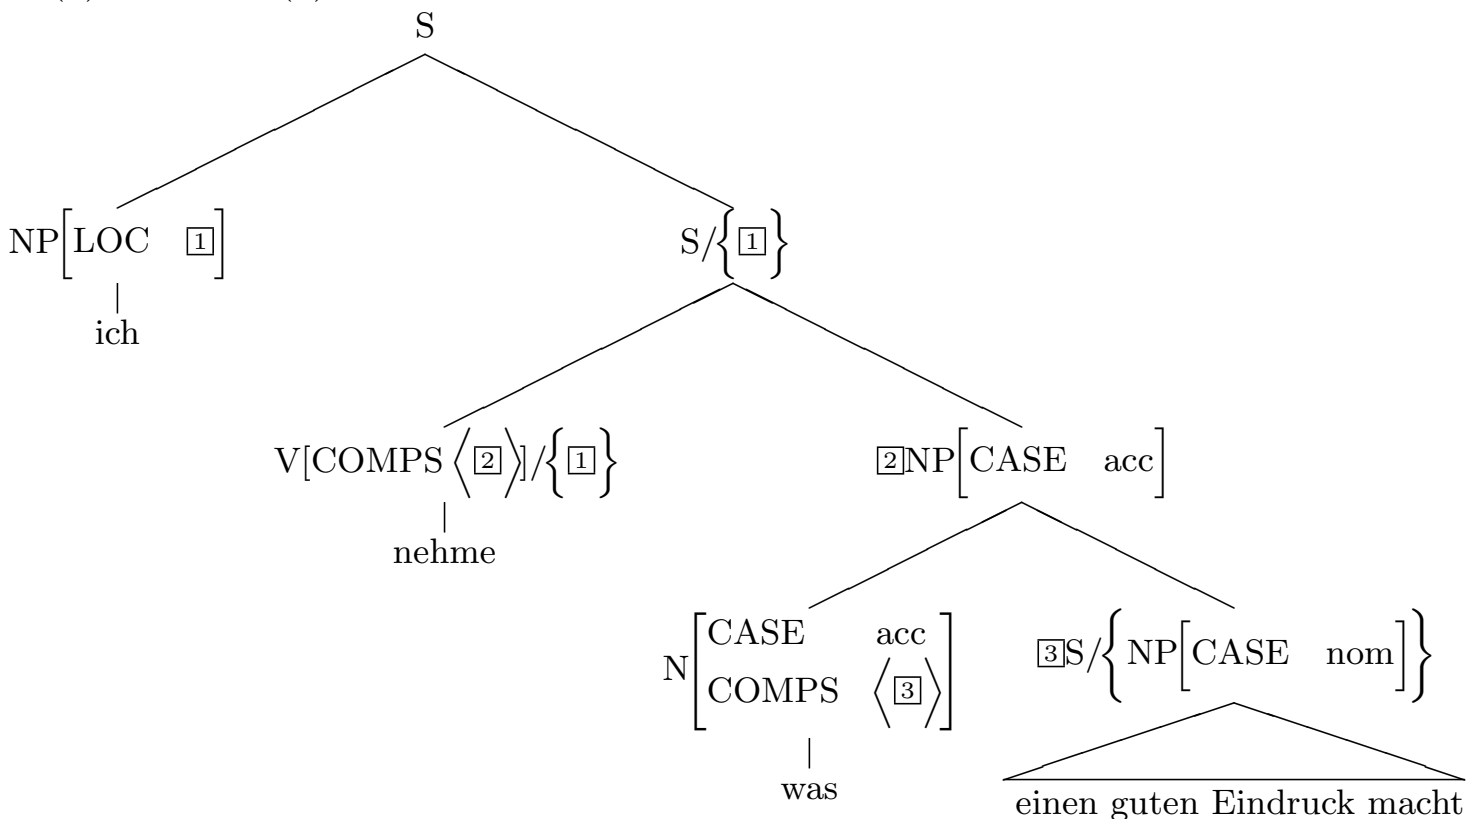 S
NP[LOC 1] S/{1}
ich
V[COMPS ⟨2⟩]/{1} 2NP[CASE acc]
nehme
N[CASE acc 3S/{NP[CASE nom]}
COMPS ⟨3⟩]
was einen guten Eindruck macht